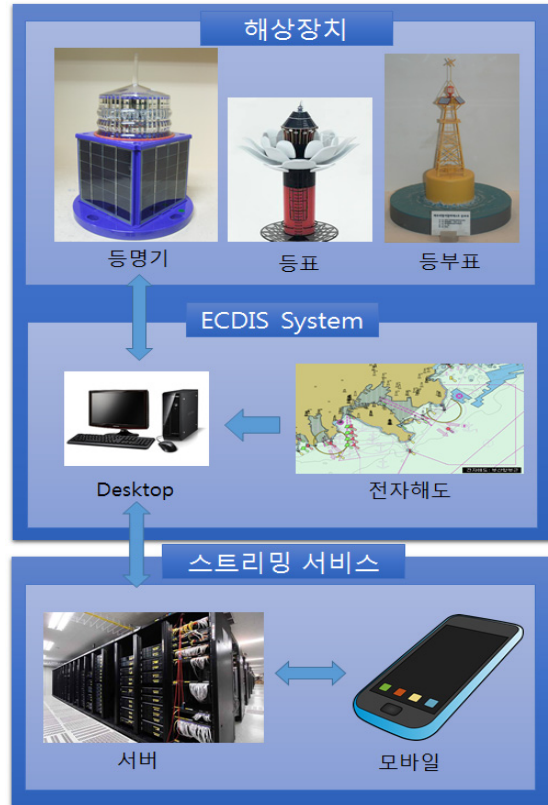 해상장치
등명기
등표
등부표
ECDIS System
Desktop
전자해도
스트리밍 서비스
서버
모바일